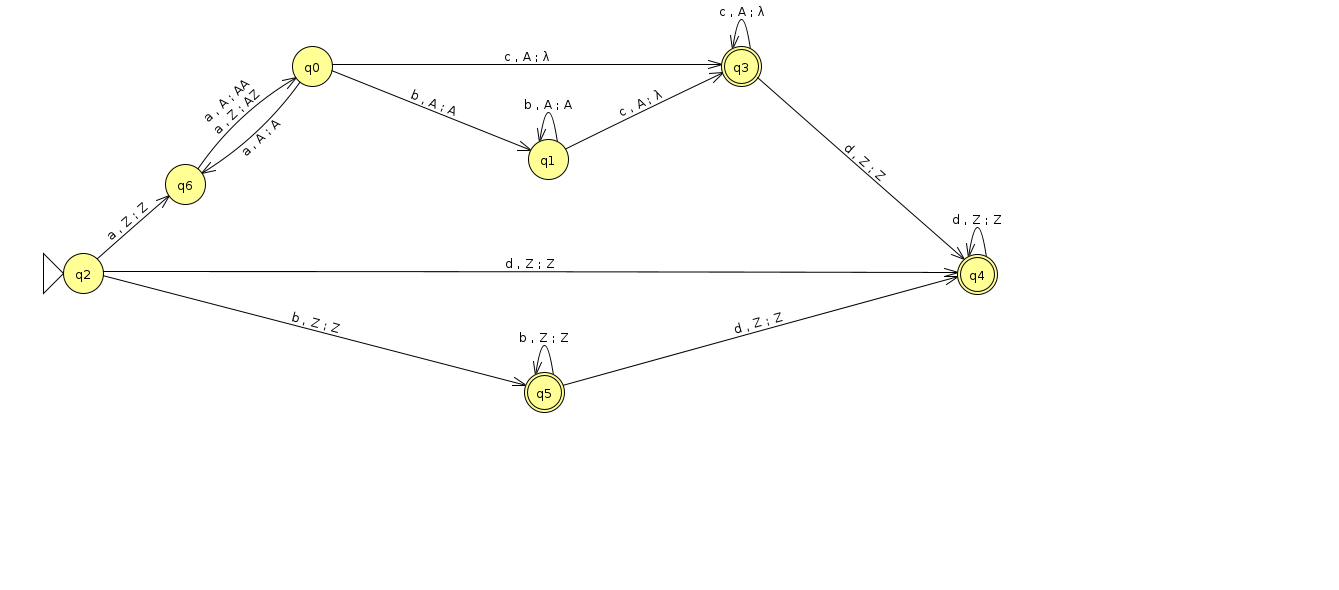 c , A ; λ
q0
c , A ; λ
q3
a , A ; AA
a , Z ; AZ
b , A ; A
b , A ; A
c , A ; λ
a , A ; A
q1
d , Z ; Z
q6
a , Z ; Z
d , Z ; Z
q2
d , Z ; Z
q4
b , Z ; Z
d , Z ; Z
b , Z ; Z
q5